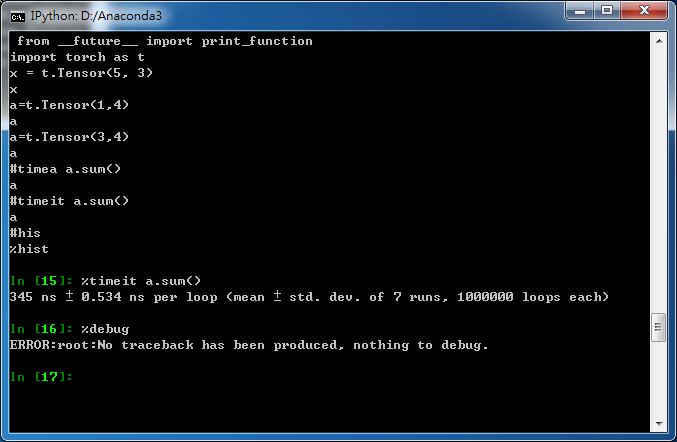 IPython: D:/Anaconda3
from __future__ import print_function
import torch as t
x = t.Tensor(5, 3)
x
a=t.Tensor(1,4)
a
a=t.Tensor(3,4)
a
#timea a.sum()
a
#timeit a.sum()
a
#his
%hist
In [15]: %timeit a.sum()
345 ns ± 0.534 ns per loop (mean ± std. dev. of 7 runs, 1000000 loops each)
In [16]: %debug
ERROR:root:No traceback has been produced, nothing to debug.
In [17]: